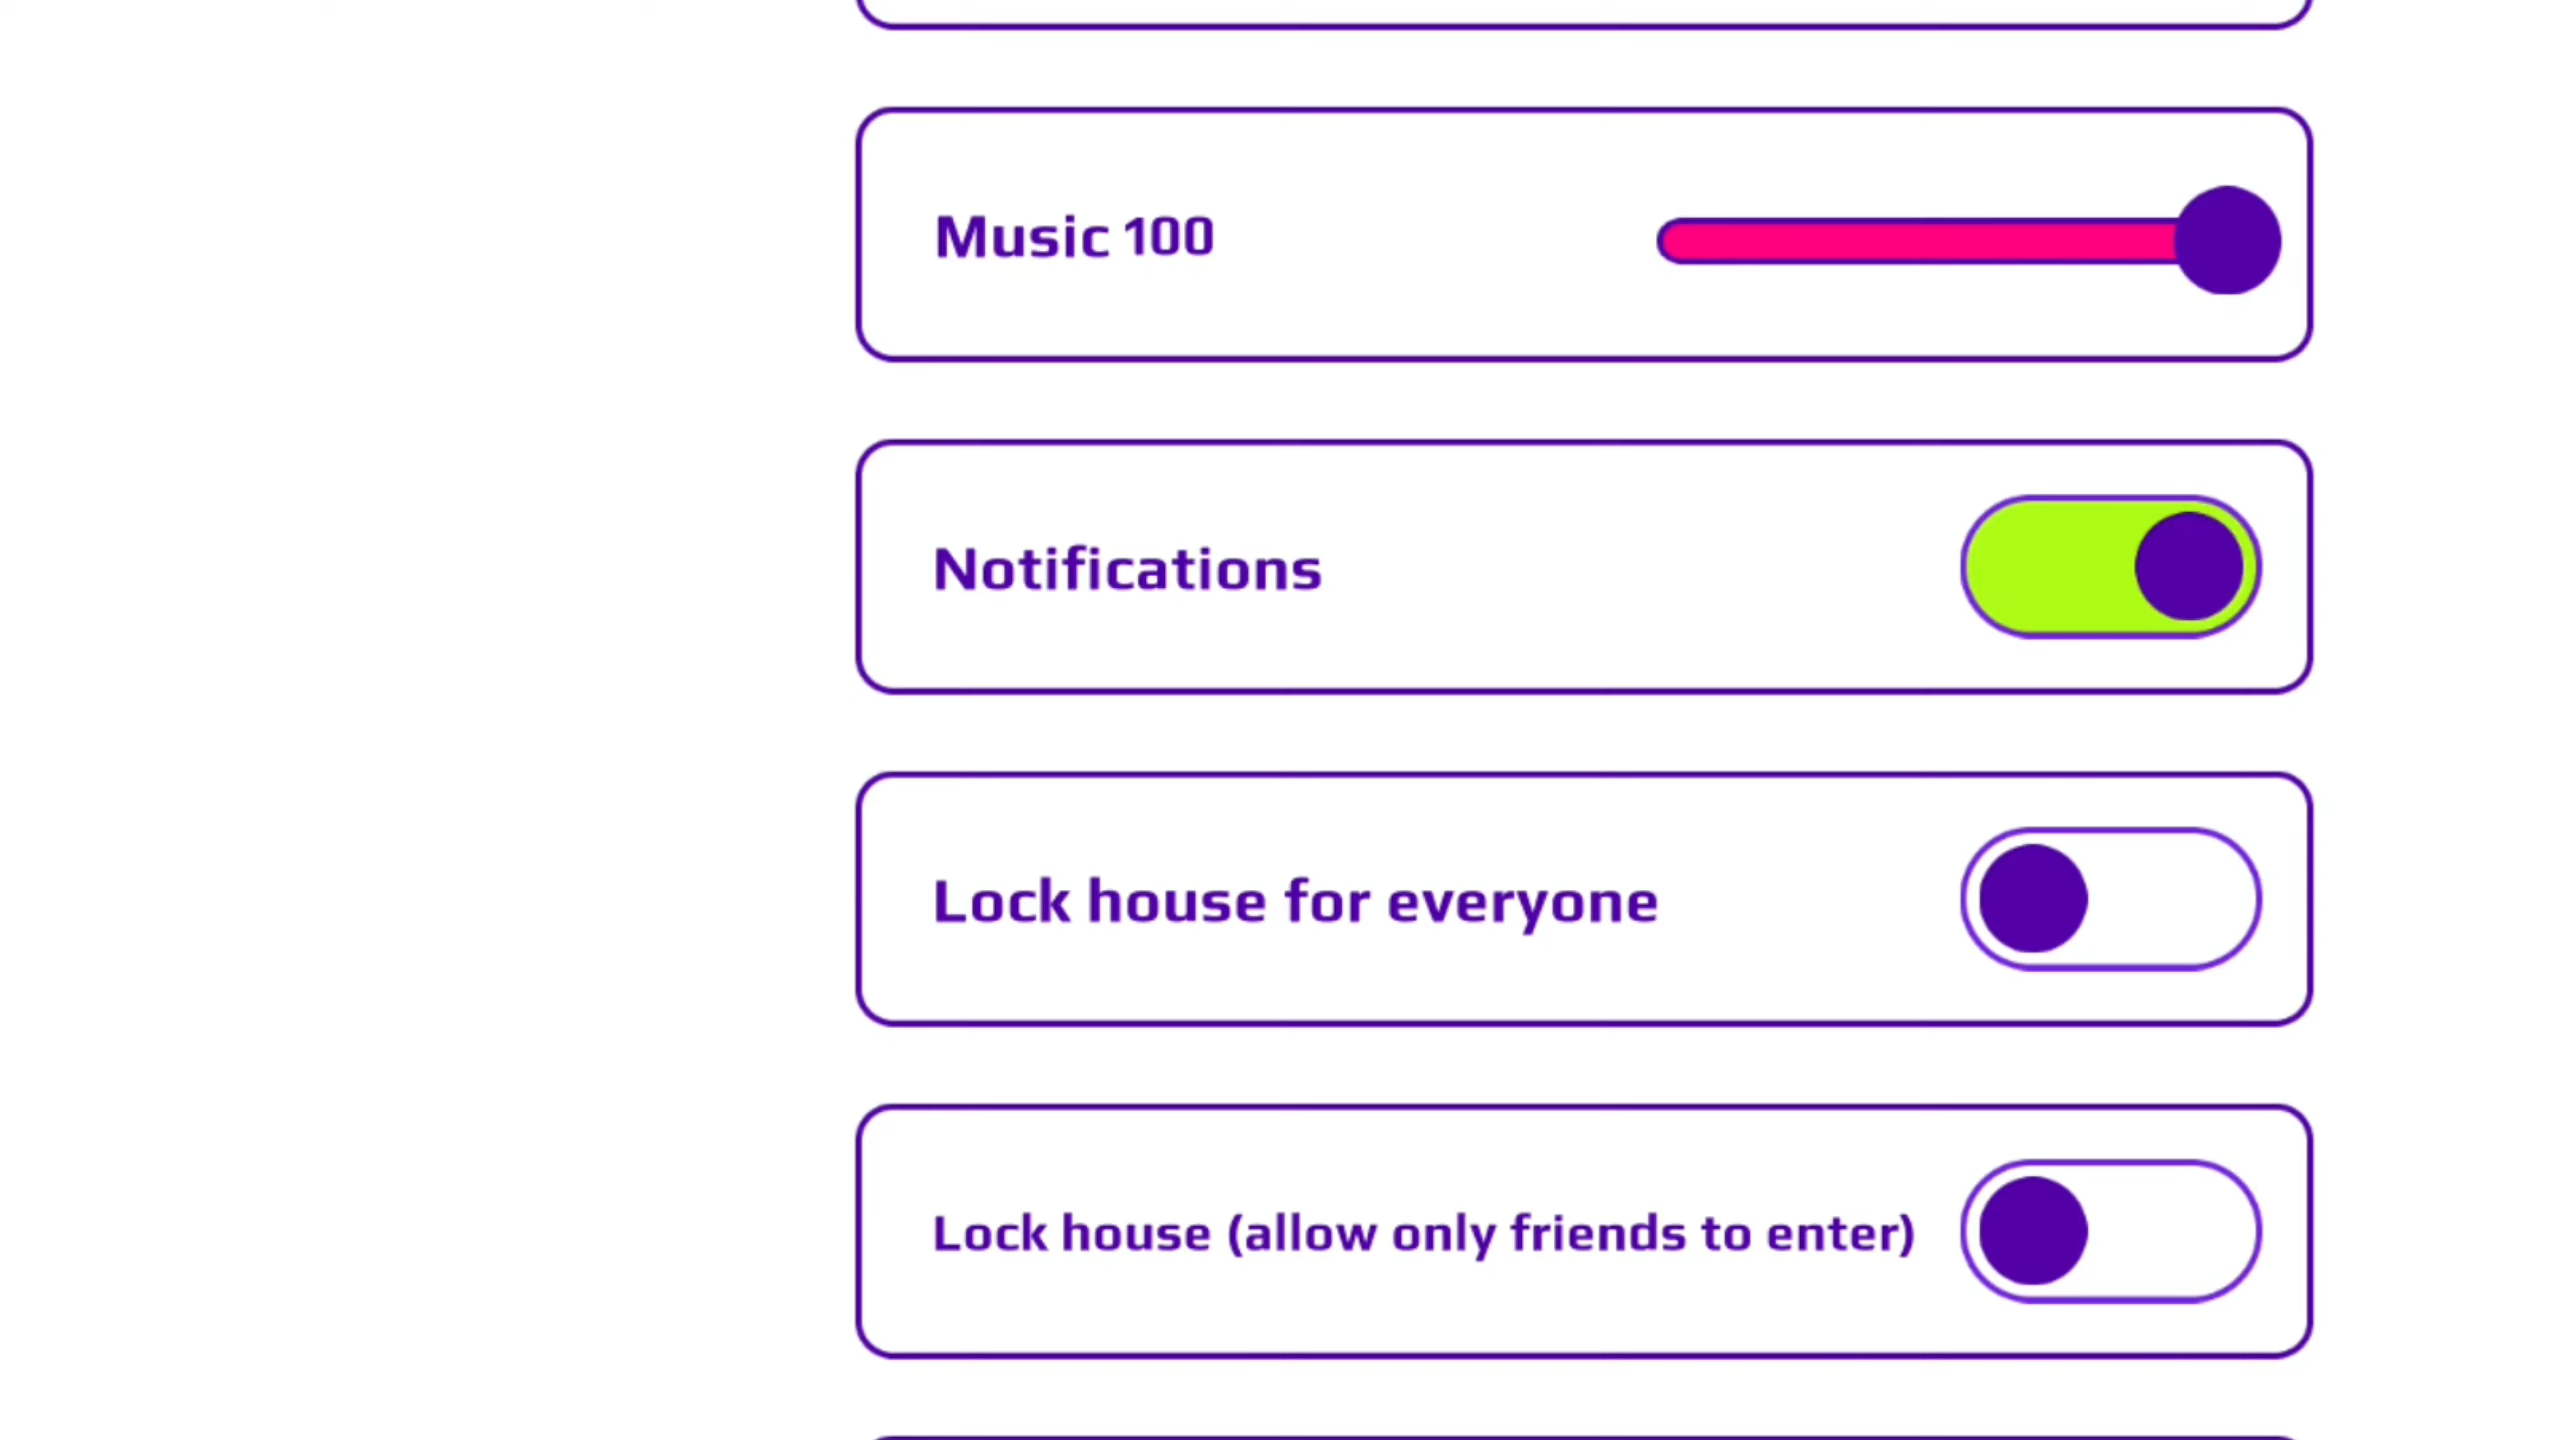 Music 100
Notifications
Lock house for everyone
Lock house (allow only friends to enter)